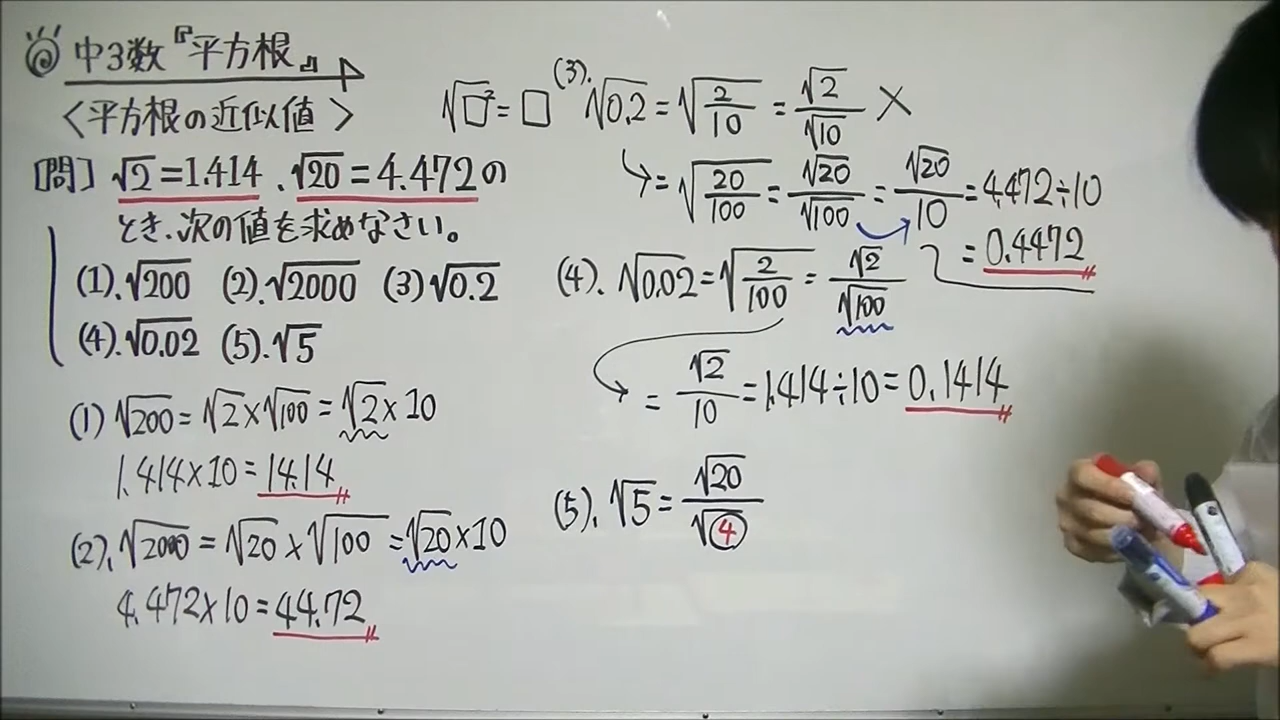 中3数『平方根』
<平方根の近似値>
[問] √2=1.414、√20=4.472の
とき、次の値を求めなさい。
(1).√200 (2).√2000 (3)√0.2
(4).√0.02 (5).√5
(1) √200=√2×√100=√2×10
1.414×10=14.14
(2). √2000=√20×√100=√20×10
4.472×10=44.72
√□²=□
(3). √0.2=√(2/10)=√2/√10 ×
=√(20/100)=√20/√100=√20/10=4.472÷10
=0.4472
(4). √0.02=√(2/100)=√2/√100
=√2/10=1.414÷10=0.1414
(5). √5=√20/√4